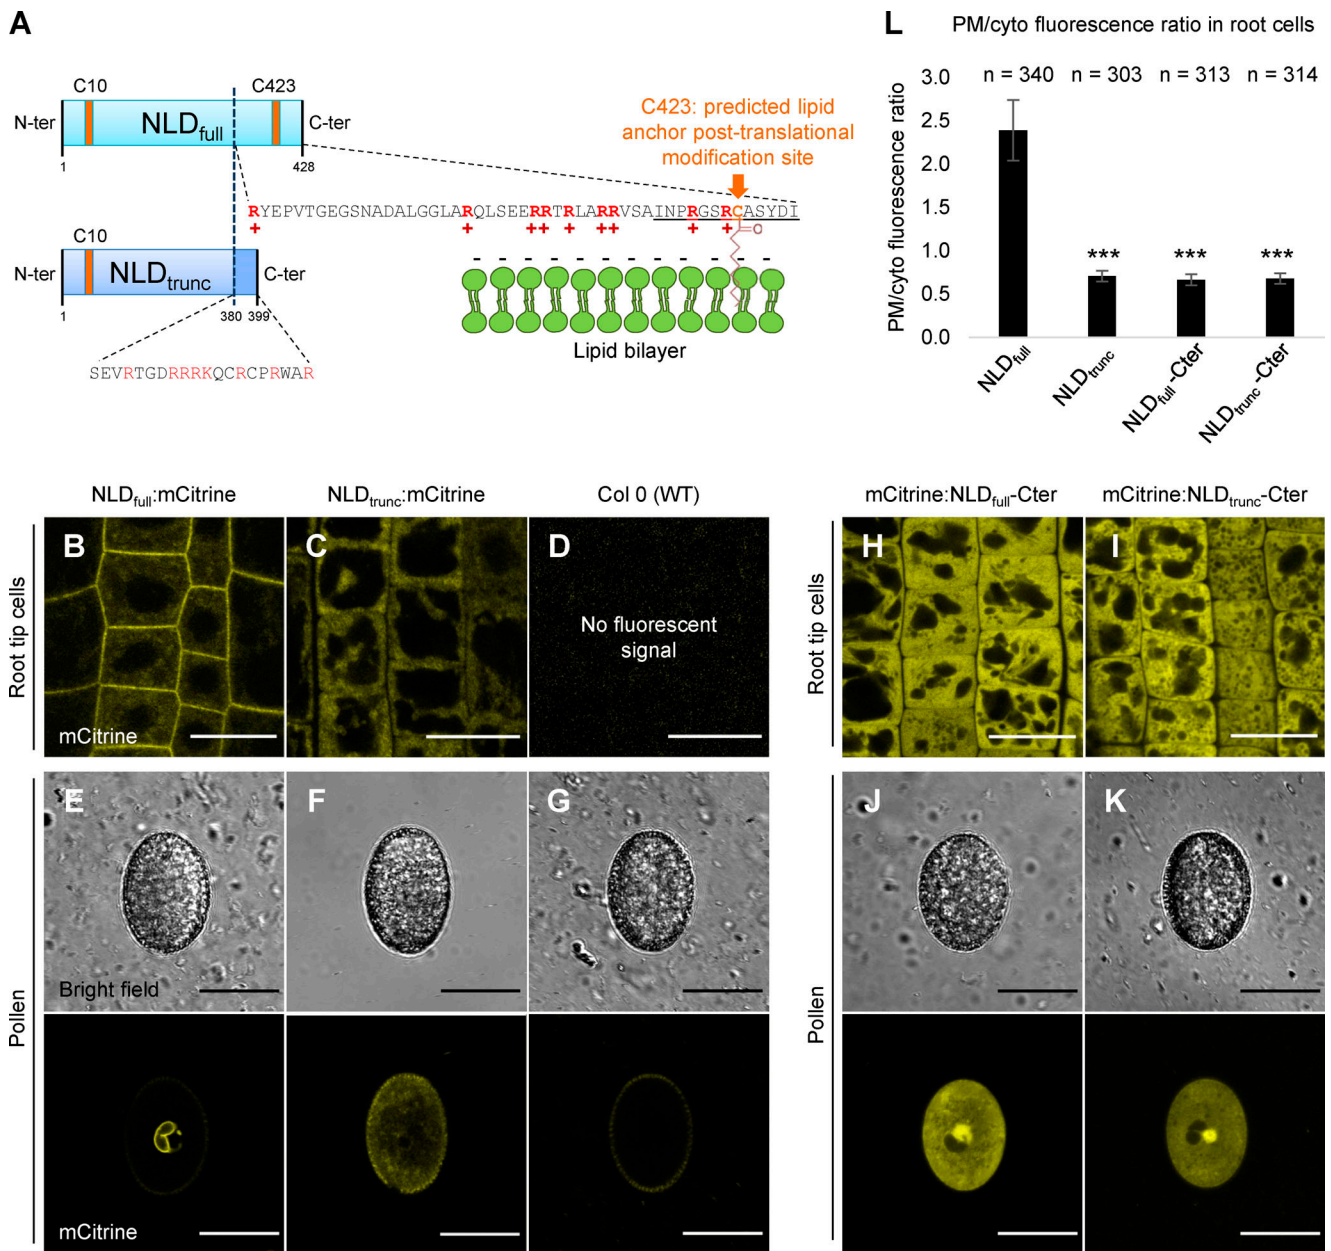 A
C10
C423
N-ter
NLDfull
C-ter
1
428
C423: predicted lipid
anchor post-translational
modification site
RYEPVTGEGSNADALGGLARQLSEERRTRLARRVSAINPRGSRCASYDI
+ + + + + + + + +
O
C10
N-ter
NLDtrunc
C-ter
1
380
399
SEVRTGDRRRKQCRCPRWAR
- - - - - - - - - - -
Lipid bilayer
L
PM/cyto fluorescence ratio in root cells
n = 340
n = 303
n = 313
n = 314
PM/cyto fluorescence ratio
3.0
2.5
2.0
1.5
1.0
0.5
0.0
***
***
***
NLDfull
NLDtrunc
NLDfull-Cter
NLDtrunc-Cter
NLDfull:mCitrine
NLDtrunc:mCitrine
Col 0 (WT)
mCitrine:NLDfull-Cter
mCitrine:NLDtrunc-Cter
Root tip cells
B
mCitrine
C
D
No fluorescent
signal
Root tip cells
H
I
Pollen
E
Bright field
F
G
mCitrine
Pollen
J
K